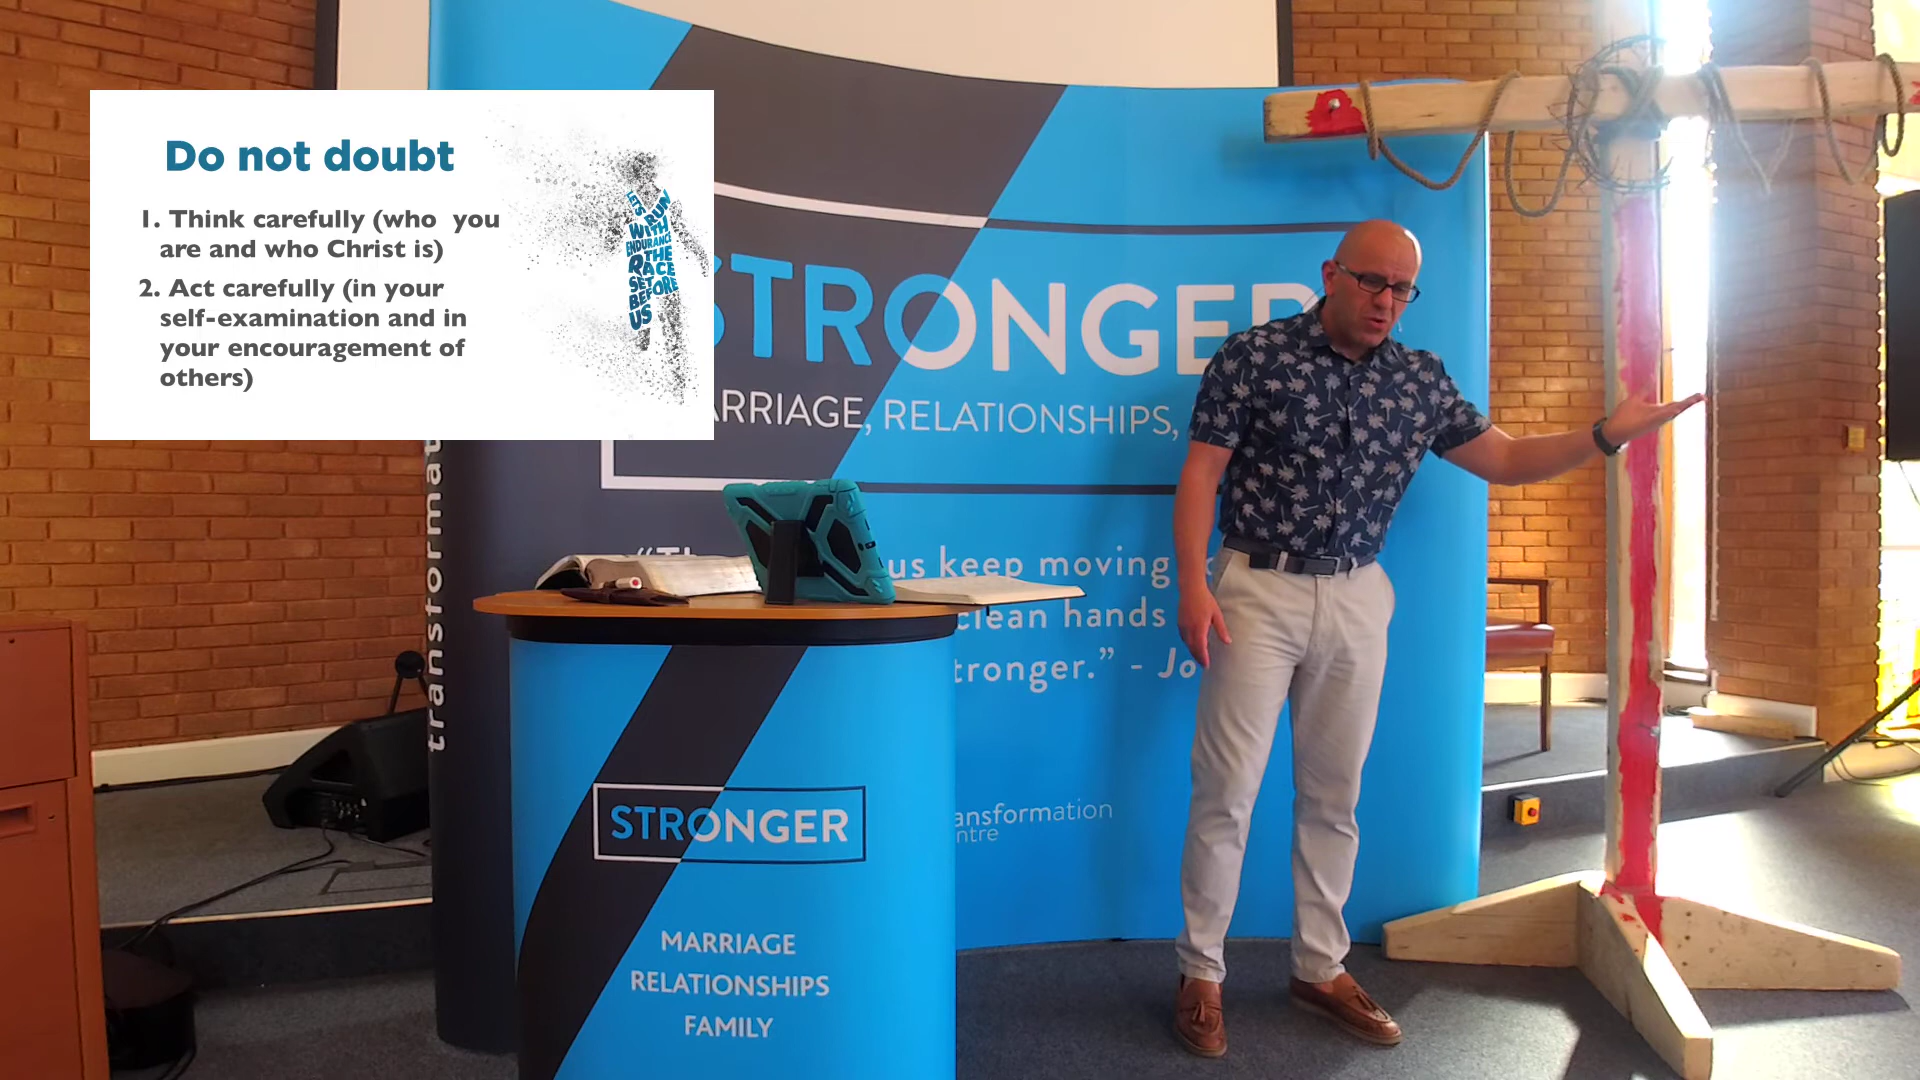 Do not doubt
1. Think carefully (who you
are and who Christ is)
2. Act carefully (in your
self-examination and in
your encouragement of
others)
LET'S RUN
WITH
ENDURANCE
THE
RACE
SET
BEFORE
US
STRONGER
ARRIAGE, RELATIONSHIPS,
us keep moving
clean hands
tronger.” - Jo
transformat
ansformation
ntre
STRONGER
MARRIAGE
RELATIONSHIPS
FAMILY